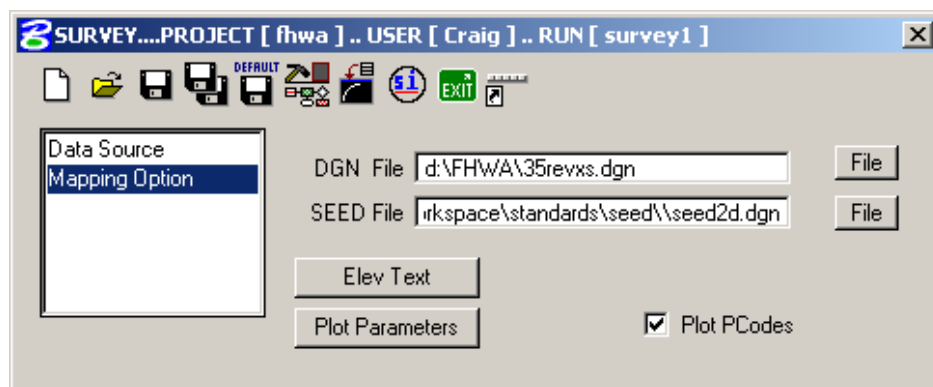 SURVEY....PROJECT [ fhwa ] .. USER [ Craig ] .. RUN [ survey1 ]
DEFAULT
si
EXIT
Data Source
Mapping Option
DGN File d:\FHWA\35revxs.dgn File
SEED File rkspace\standards\seed\\seed2d.dgn File
Elev Text
Plot Parameters
Plot PCodes